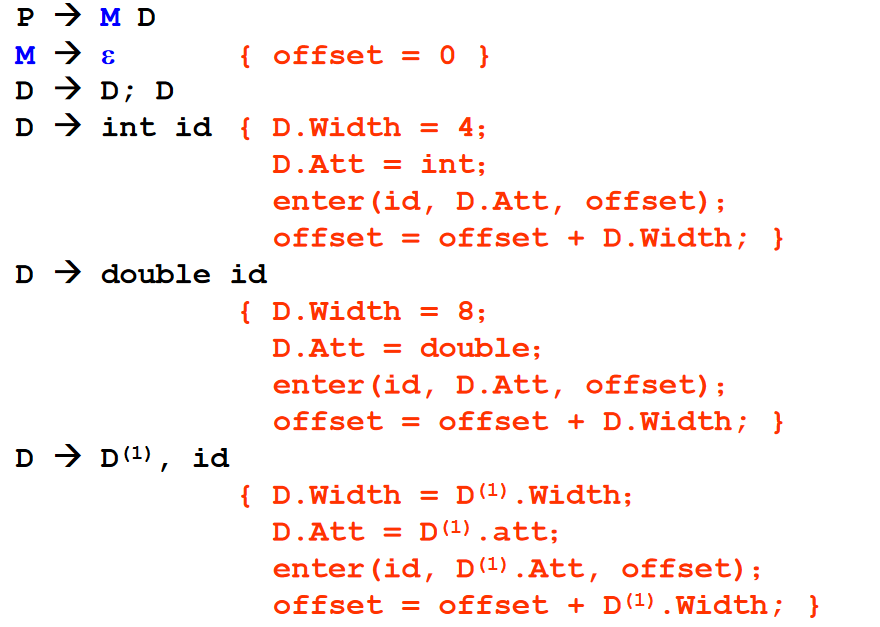 P → M D
M → ε { offset = 0 }
D → D; D
D → int id { D.Width = 4;
D.Att = int;
enter(id, D.Att, offset);
offset = offset + D.Width; }
D → double id
{ D.Width = 8;
D.Att = double;
enter(id, D.Att, offset);
offset = offset + D.Width; }
D → D⁽¹⁾, id
{ D.Width = D⁽¹⁾.Width;
D.Att = D⁽¹⁾.att;
enter(id, D⁽¹⁾.Att, offset);
offset = offset + D⁽¹⁾.Width; }